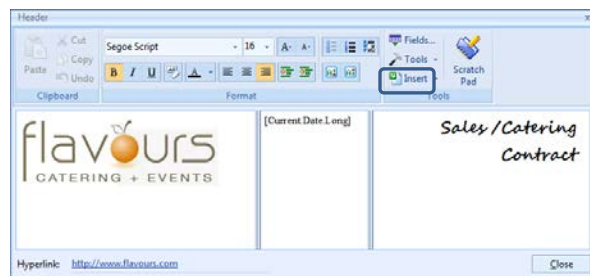 Header
x
Cut
Copy
Paste
Undo
Clipboard
Segoe Script
16
A A
B I U A
Format
Fields...
Tools
Insert
Scratch
Pad
Tools
flavours
CATERING + EVENTS
[Current Date.Long]
Sales /Catering
Contract
Hyperlink: http://www.flavours.com
Close